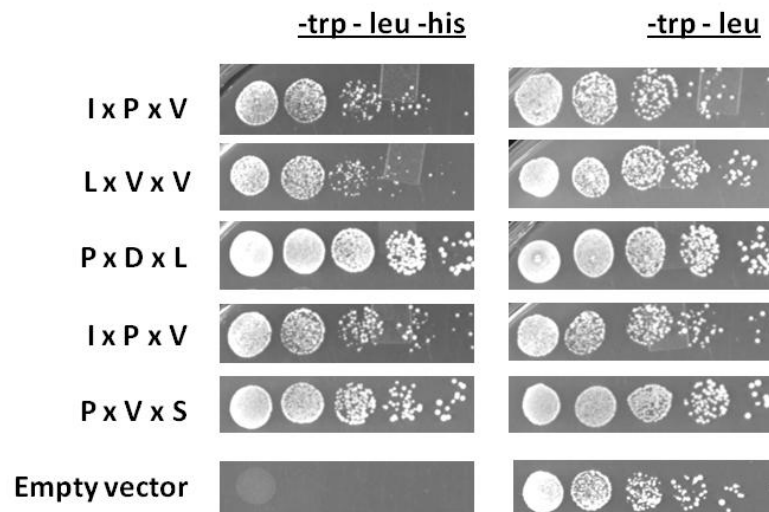 -trp - leu -his
-trp - leu
I x P x V
L x V x V
P x D x L
I x P x V
P x V x S
Empty vector